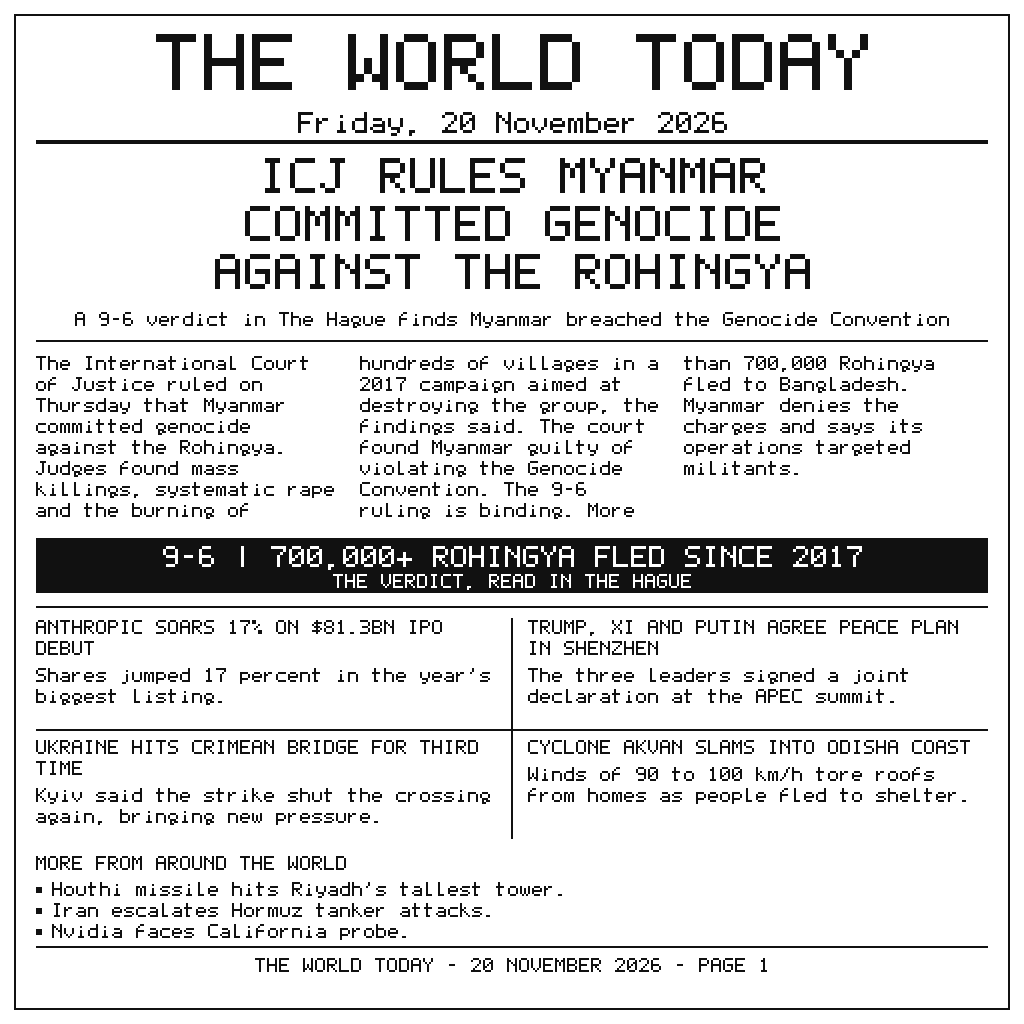 THE WORLD TODAY
Friday, 20 November 2026
ICJ RULES MYANMAR
COMMITTED GENOCIDE
AGAINST THE ROHINGYA
A 9-6 verdict in The Hague finds Myanmar breached the Genocide Convention
The International Court
of Justice ruled on
Thursday that Myanmar
committed genocide
against the Rohingya.
Judges found mass
killings, systematic rape
and the burning of
hundreds of villages in a
2017 campaign aimed at
destroying the group, the
findings said. The court
found Myanmar guilty of
violating the Genocide
Convention. The 9-6
ruling is binding. More
than 700,000 Rohingya
fled to Bangladesh.
Myanmar denies the
charges and says its
operations targeted
militants.
9-6 | 700,000+ ROHINGYA FLED SINCE 2017
THE VERDICT, READ IN THE HAGUE
ANTHROPIC SOARS 17% ON $81.3BN IPO
DEBUT
Shares jumped 17 percent in the year's
biggest listing.
TRUMP, XI AND PUTIN AGREE PEACE PLAN
IN SHENZHEN
The three leaders signed a joint
declaration at the APEC summit.
UKRAINE HITS CRIMEAN BRIDGE FOR THIRD
TIME
Kyiv said the strike shut the crossing
again, bringing new pressure.
CYCLONE AKVAN SLAMS INTO ODISHA COAST
Winds of 90 to 100 km/h tore roofs
from homes as people fled to shelter.
MORE FROM AROUND THE WORLD
▪ Houthi missile hits Riyadh's tallest tower.
▪ Iran escalates Hormuz tanker attacks.
▪ Nvidia faces California probe.
THE WORLD TODAY - 20 NOVEMBER 2026 - PAGE 1